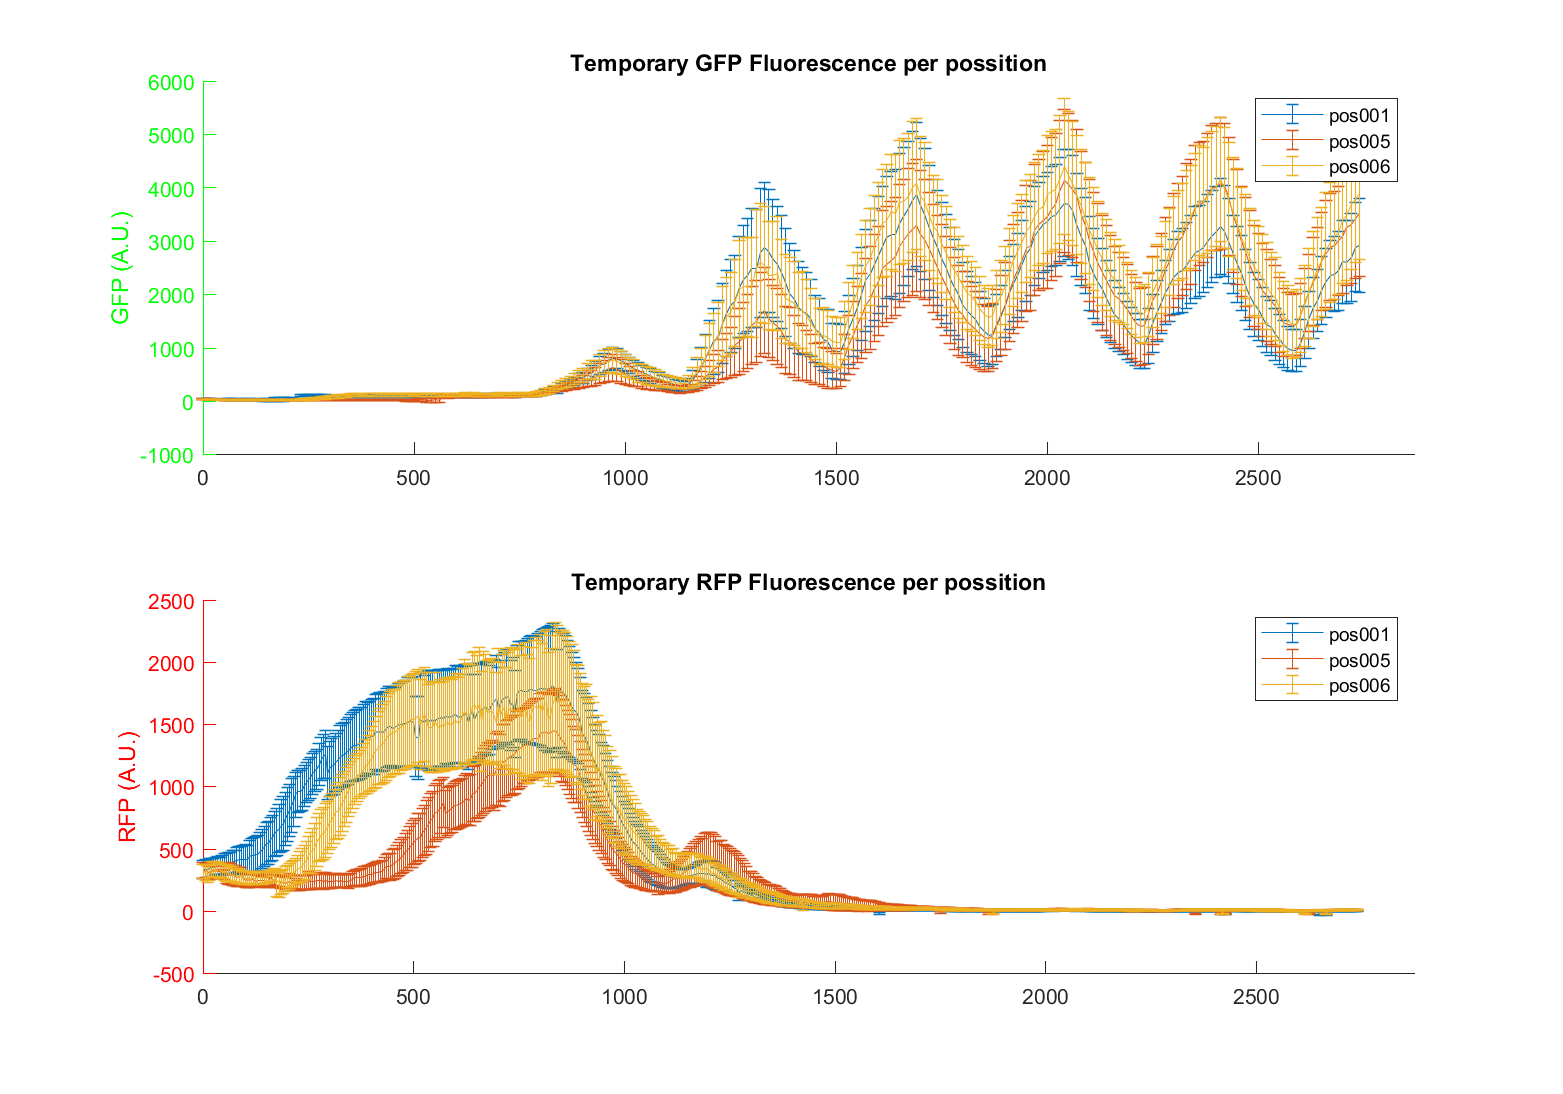 Temporary GFP Fluorescence per possition
GFP (A.U.)
6000
5000
4000
3000
2000
1000
0
-1000
0 500 1000 1500 2000 2500
pos001
pos005
pos006
Temporary RFP Fluorescence per possition
RFP (A.U.)
2500
2000
1500
1000
500
0
-500
0 500 1000 1500 2000 2500
pos001
pos005
pos006